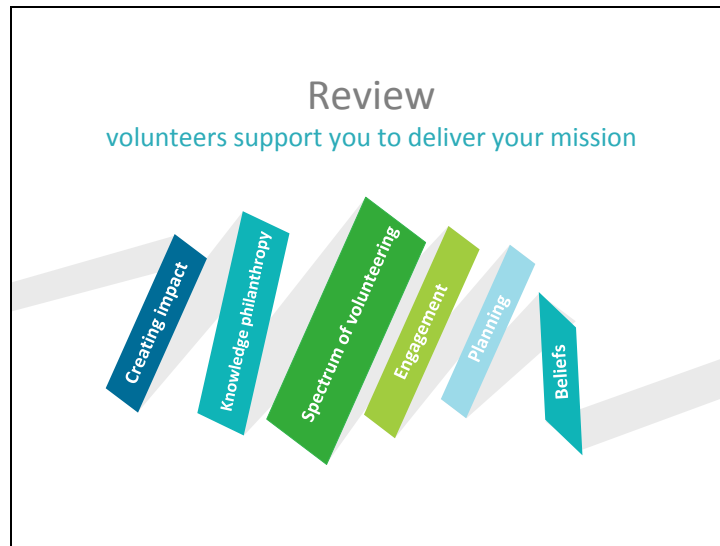 Review
volunteers support you to deliver your mission
Creating impact
Knowledge philanthropy
Spectrum of volunteering
Engagement
Planning
Beliefs